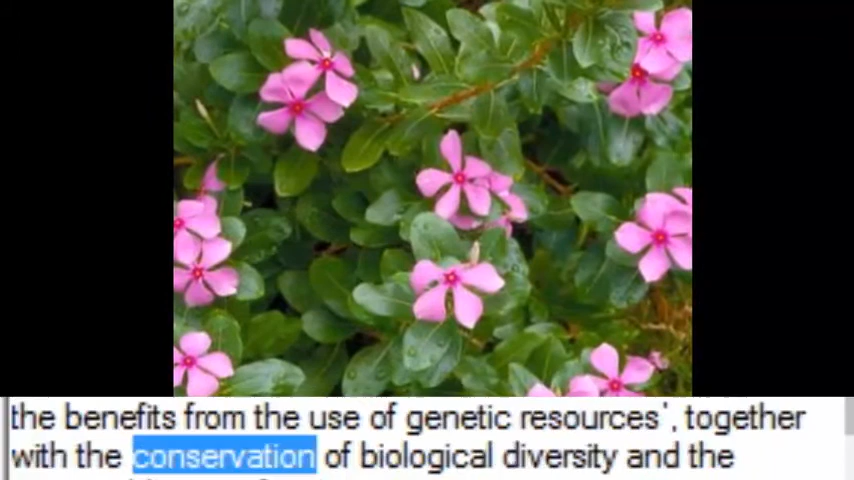 the benefits from the use of genetic resources', together
with the conservation of biological diversity and the